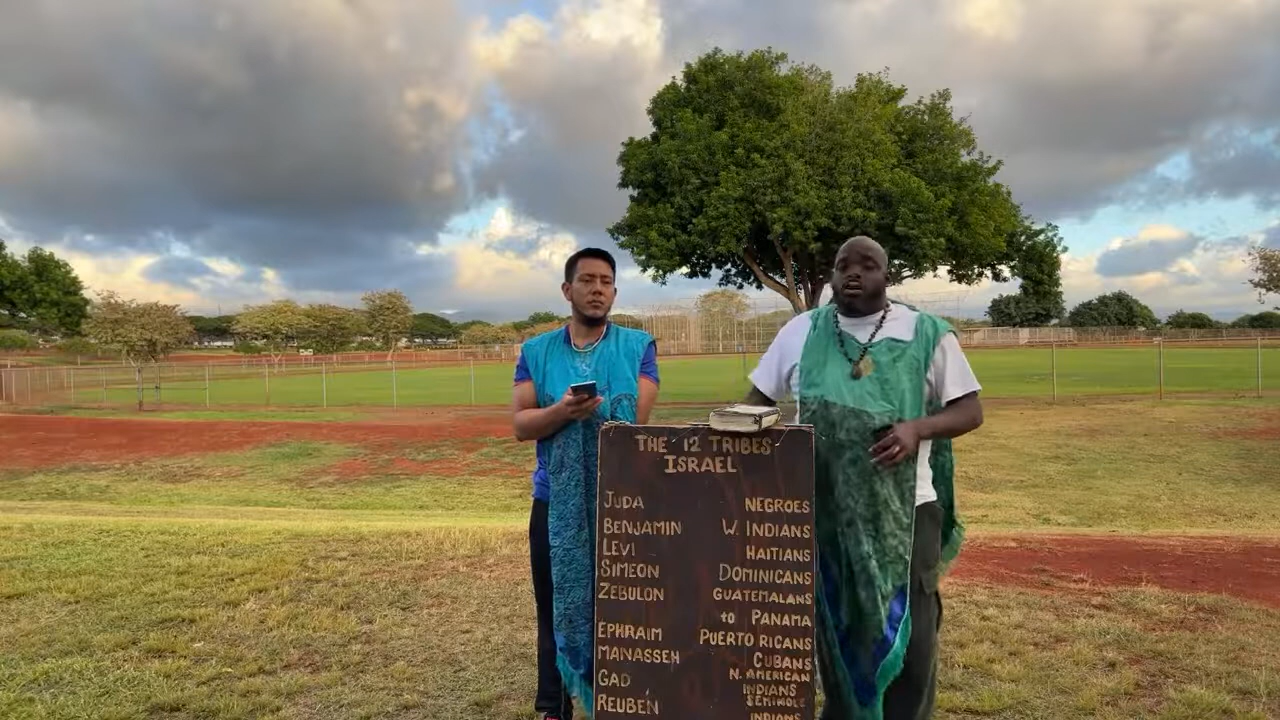 THE 12 TRIBES
ISRAEL
JUDA NEGROES
BENJAMIN W. INDIANS
LEVI HAITIANS
SIMEON DOMINICANS
ZEBULON GUATEMALANS
to PANAMA
EPHRAIM PUERTO RICANS
MANASSEH CUBANS
GAD N. AMERICAN
INDIANS
REUBEN SEMINOLE
INDIANS